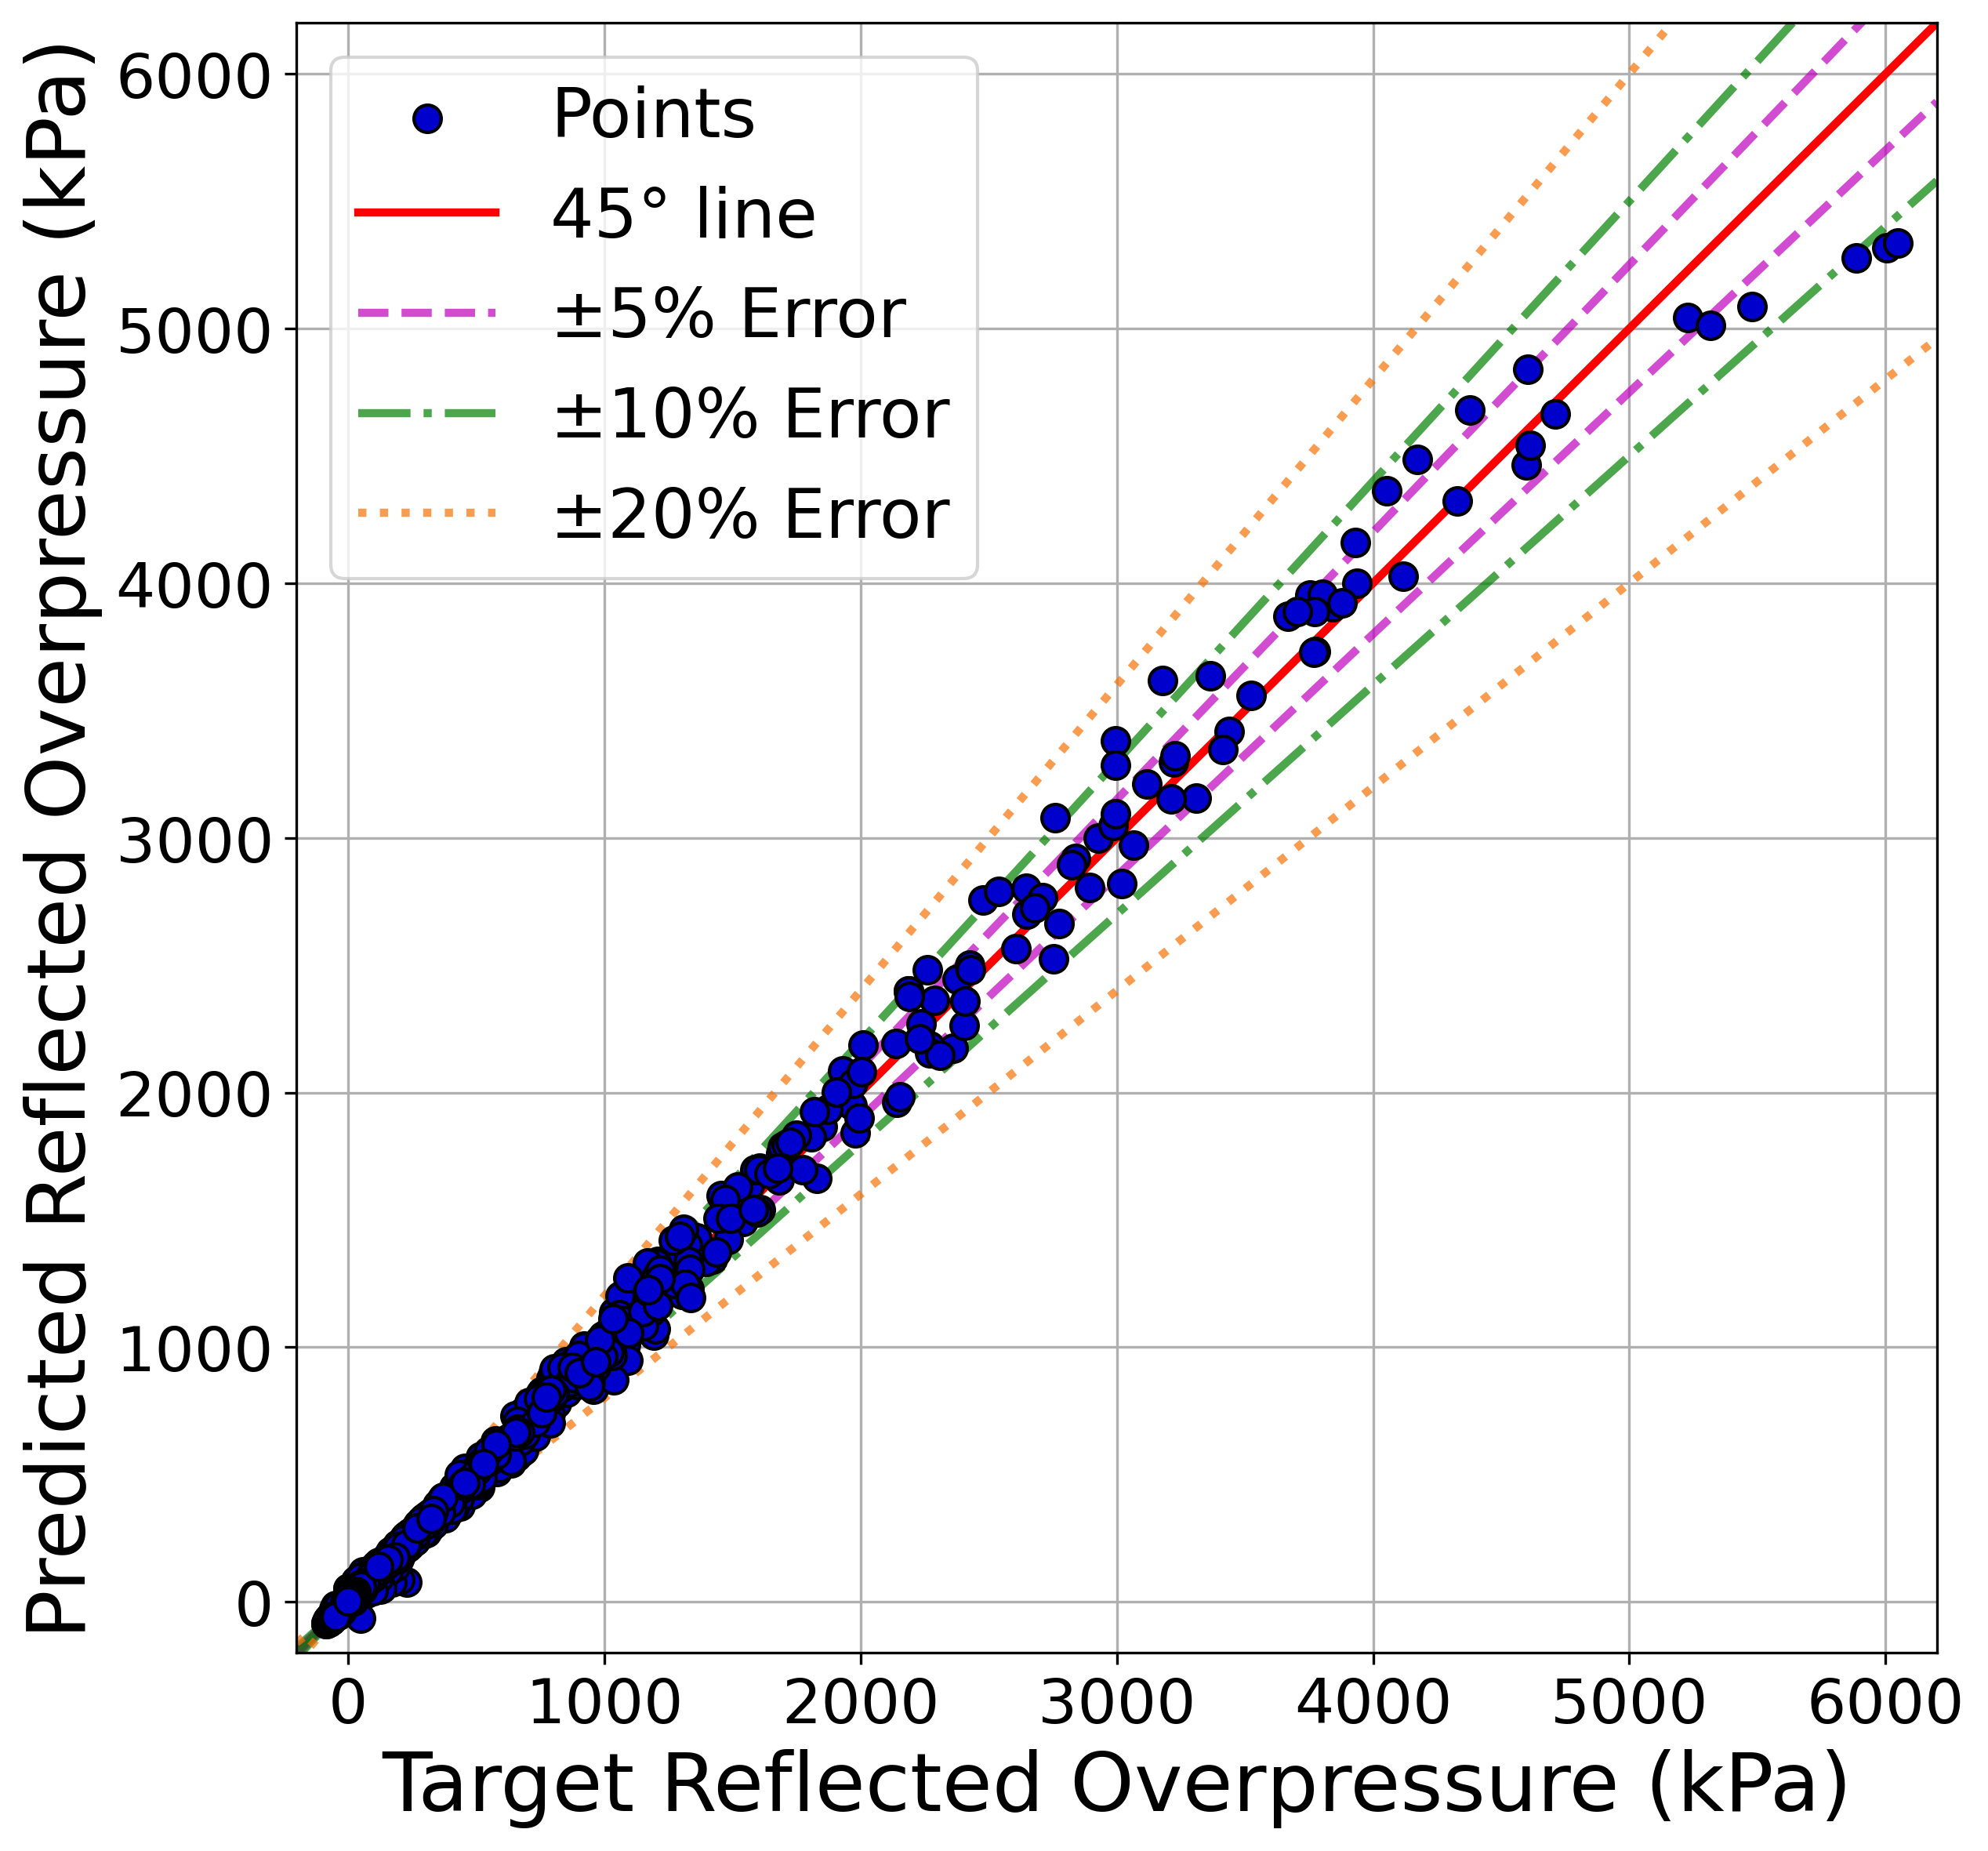 Points
45° line
±5% Error
±10% Error
±20% Error
6000
5000
4000
3000
2000
1000
0
Predicted Reflected Overpressure (kPa)
0 1000 2000 3000 4000 5000 6000
Target Reflected Overpressure (kPa)